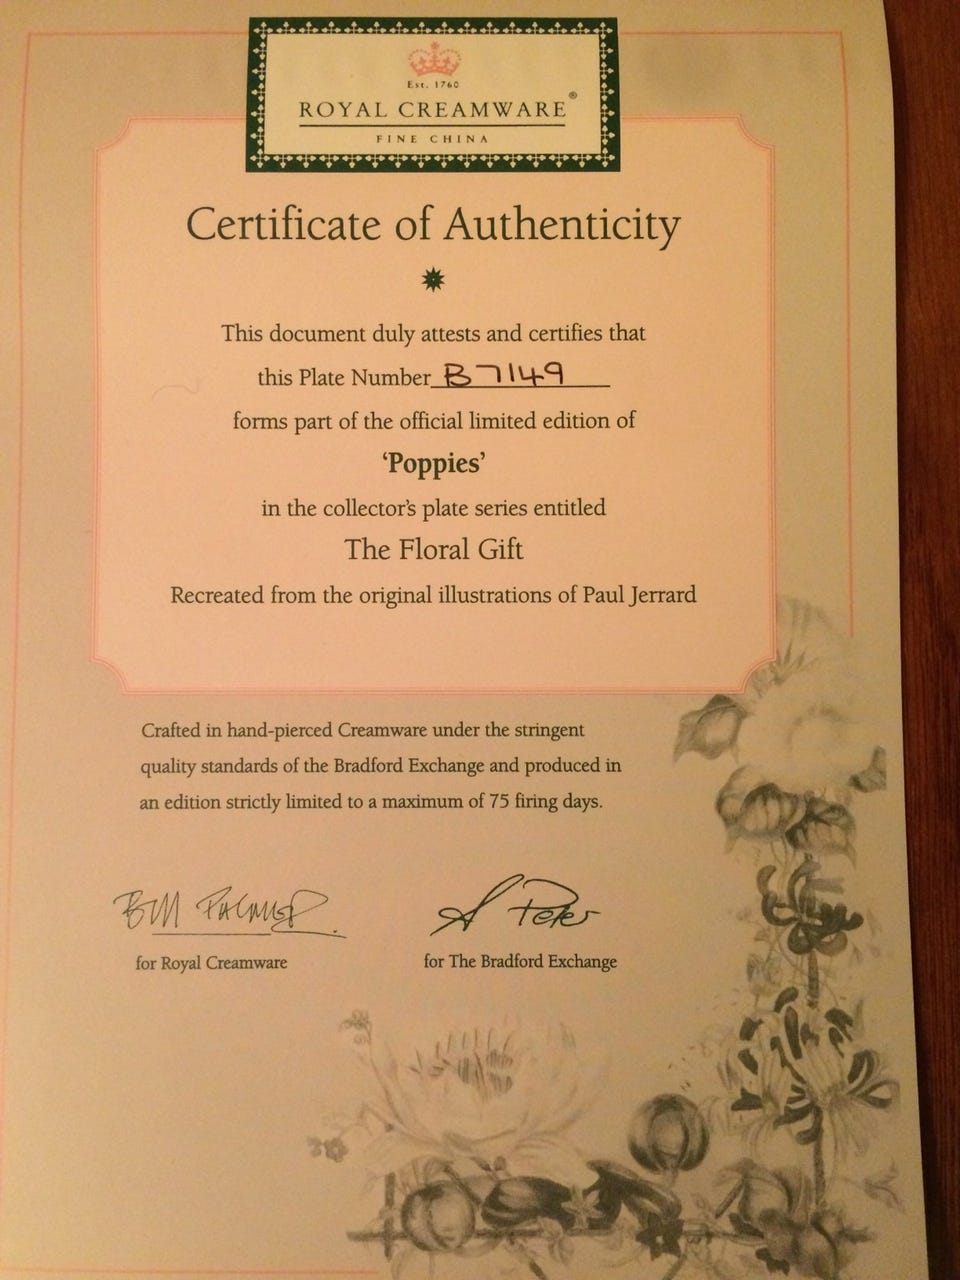 Est. 1760
ROYAL CREAMWARE®
FINE CHINA
Certificate of Authenticity
This document duly attests and certifies that
this Plate Number B7149
forms part of the official limited edition of
‘Poppies’
in the collector's plate series entitled
The Floral Gift
Recreated from the original illustrations of Paul Jerrard
Crafted in hand-pierced Creamware under the stringent
quality standards of the Bradford Exchange and produced in
an edition strictly limited to a maximum of 75 firing days.
Bill Palmer
A Peter
for Royal Creamware
for The Bradford Exchange